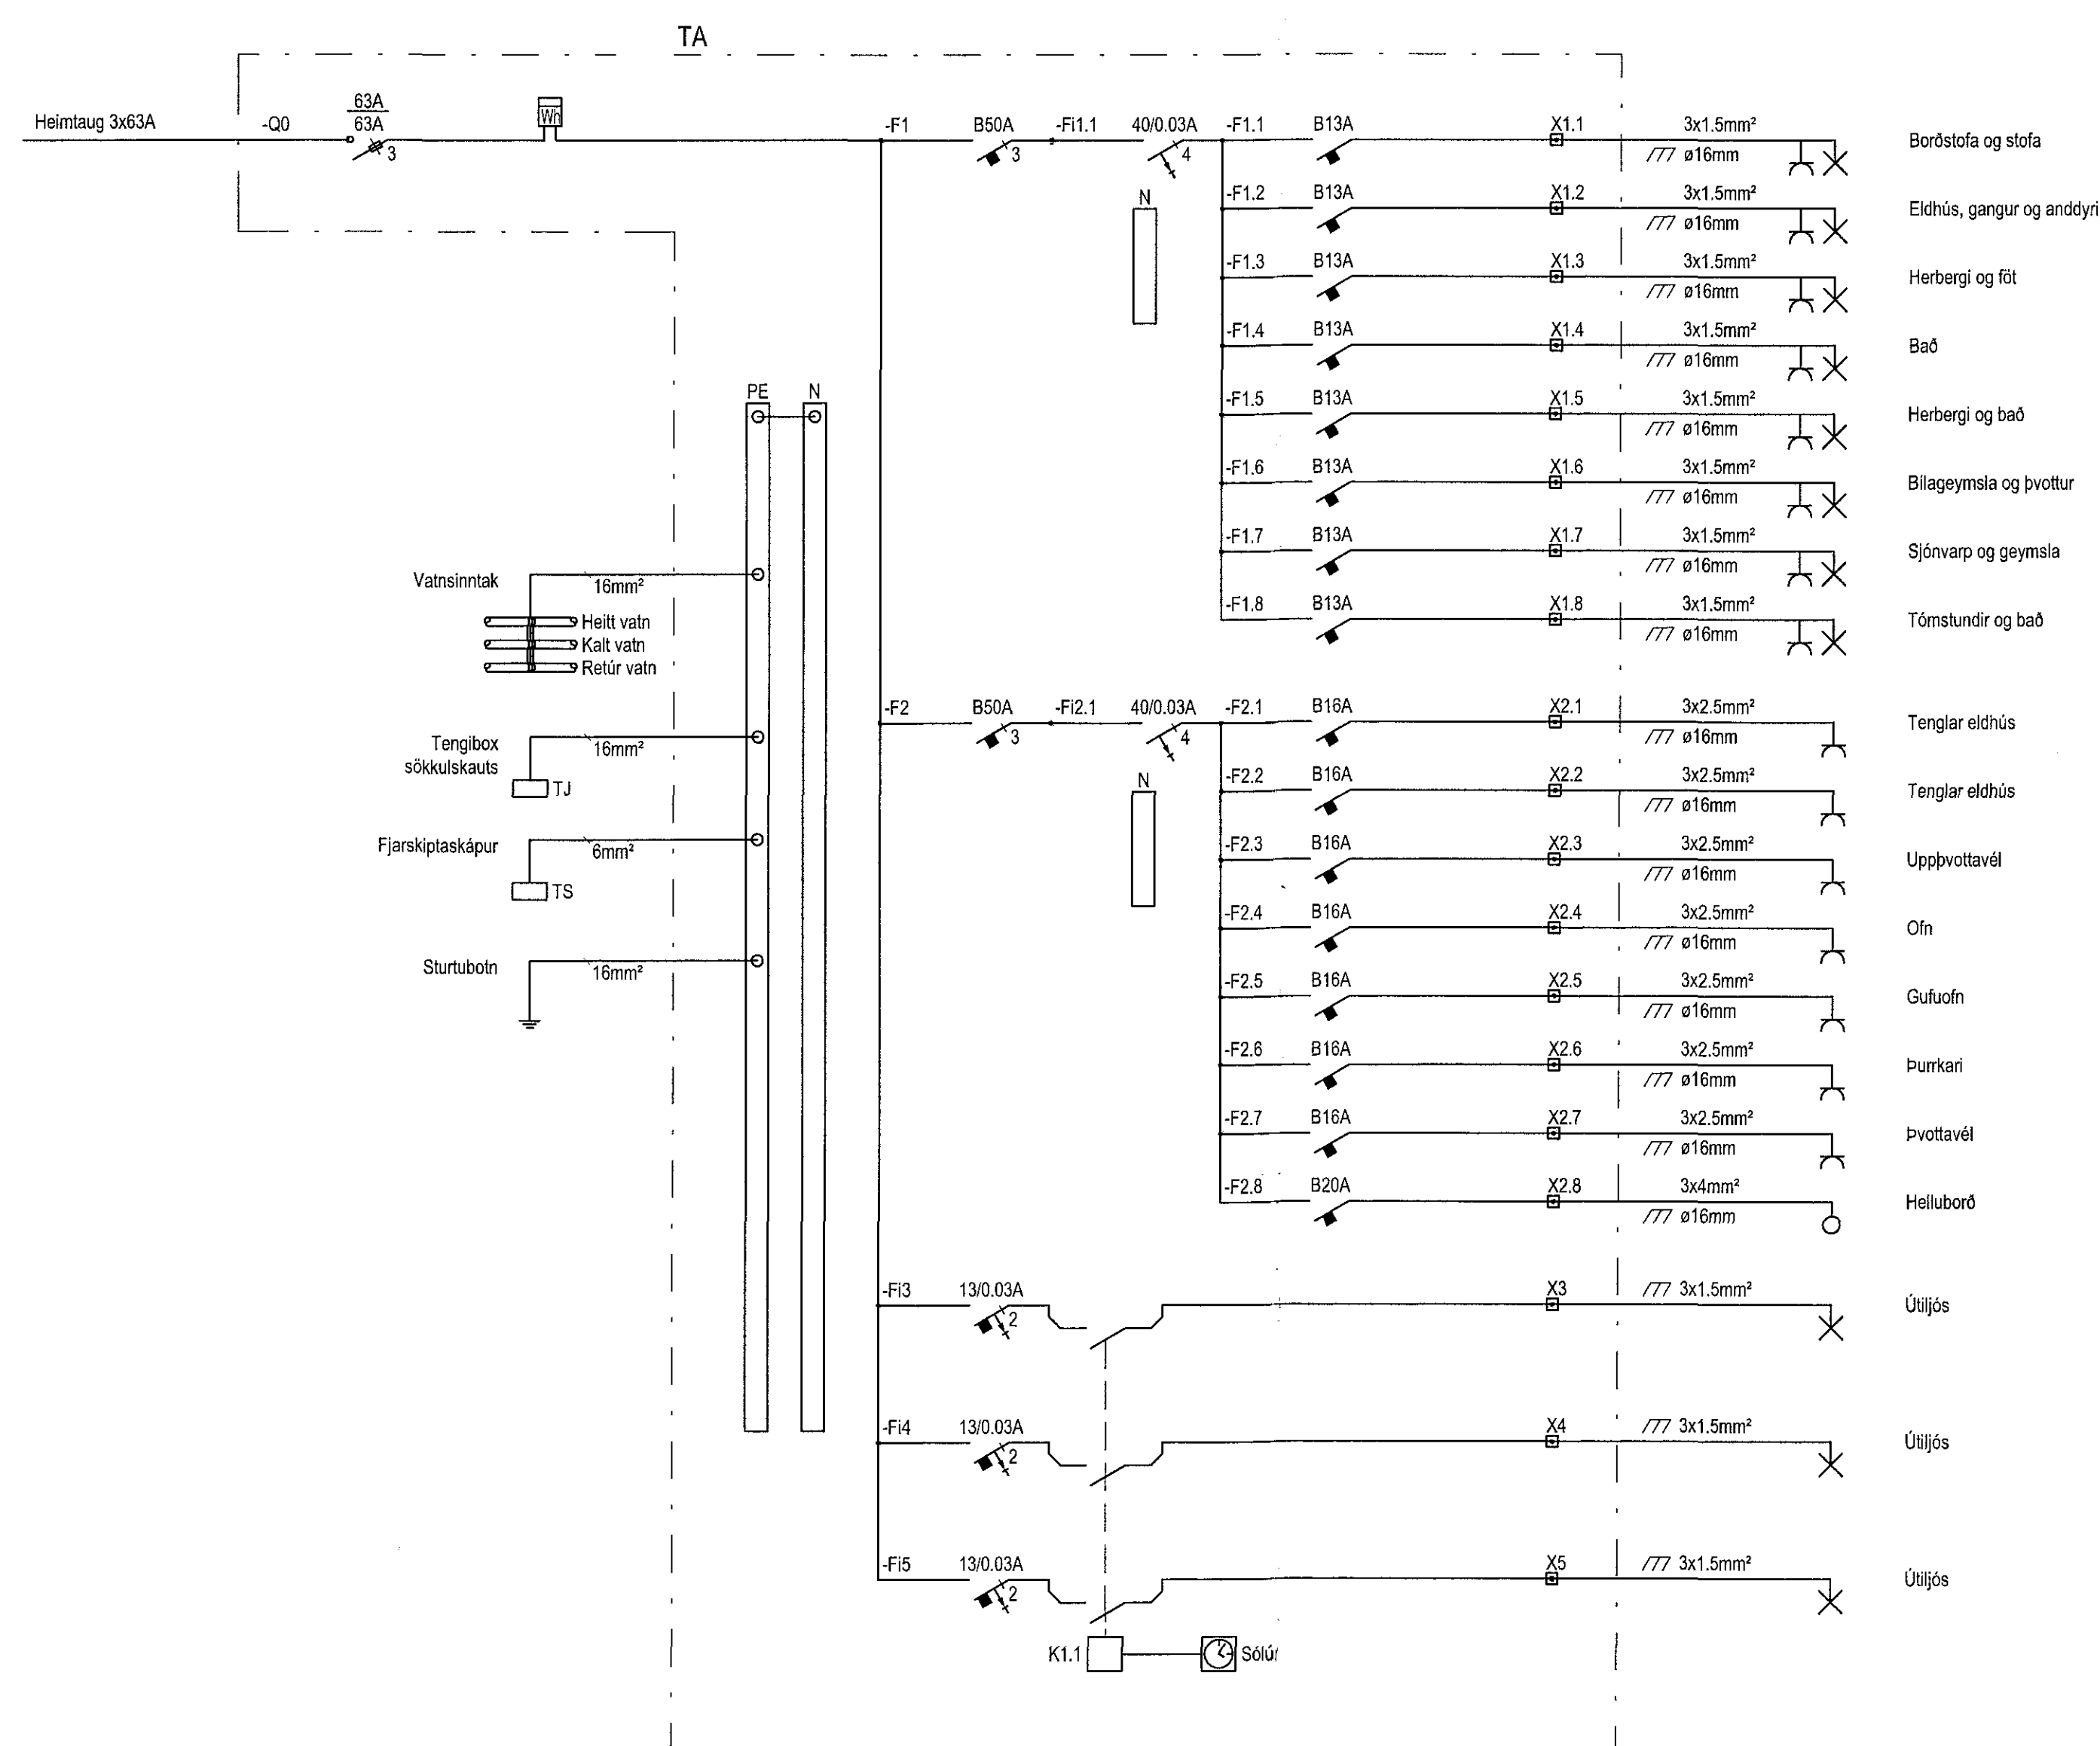 TA
Heimtaug 3x63A
-Q0
63A
63A
3
Wh
-F1
B50A
3
-Fi1.1
40/0.03A
4
N
-F1.1 B13A X1.1 3x1.5mm² ø16mm Borðstofa og stofa
-F1.2 B13A X1.2 3x1.5mm² ø16mm Eldhús, gangur og anddyri
-F1.3 B13A X1.3 3x1.5mm² ø16mm Herbergi og föt
-F1.4 B13A X1.4 3x1.5mm² ø16mm Bað
-F1.5 B13A X1.5 3x1.5mm² ø16mm Herbergi og bað
-F1.6 B13A X1.6 3x1.5mm² ø16mm Bílageymsla og þvottur
-F1.7 B13A X1.7 3x1.5mm² ø16mm Sjónvarp og geymsla
-F1.8 B13A X1.8 3x1.5mm² ø16mm Tómstundir og bað
PE N
Vatnsinntak
16mm²
Heitt vatn
Kalt vatn
Retúr vatn
Tengibox
sökkulskauts
16mm²
TJ
Fjarskiptaskápur
6mm²
TS
Sturtubotn
16mm²
-F2
B50A
3
-Fi2.1
40/0.03A
4
N
-F2.1 B16A X2.1 3x2.5mm² ø16mm Tenglar eldhús
-F2.2 B16A X2.2 3x2.5mm² ø16mm Tenglar eldhús
-F2.3 B16A X2.3 3x2.5mm² ø16mm Uppþvottavél
-F2.4 B16A X2.4 3x2.5mm² ø16mm Ofn
-F2.5 B16A X2.5 3x2.5mm² ø16mm Gufuofn
-F2.6 B16A X2.6 3x2.5mm² ø16mm Þurrkari
-F2.7 B16A X2.7 3x2.5mm² ø16mm Þvottavél
-F2.8 B20A X2.8 3x4mm² ø16mm Helluborð
-Fi3 13/0.03A 2 X3 3x1.5mm² Útiljós
-Fi4 13/0.03A 2 X4 3x1.5mm² Útiljós
-Fi5 13/0.03A 2 X5 3x1.5mm² Útiljós
K1.1
Sólúr